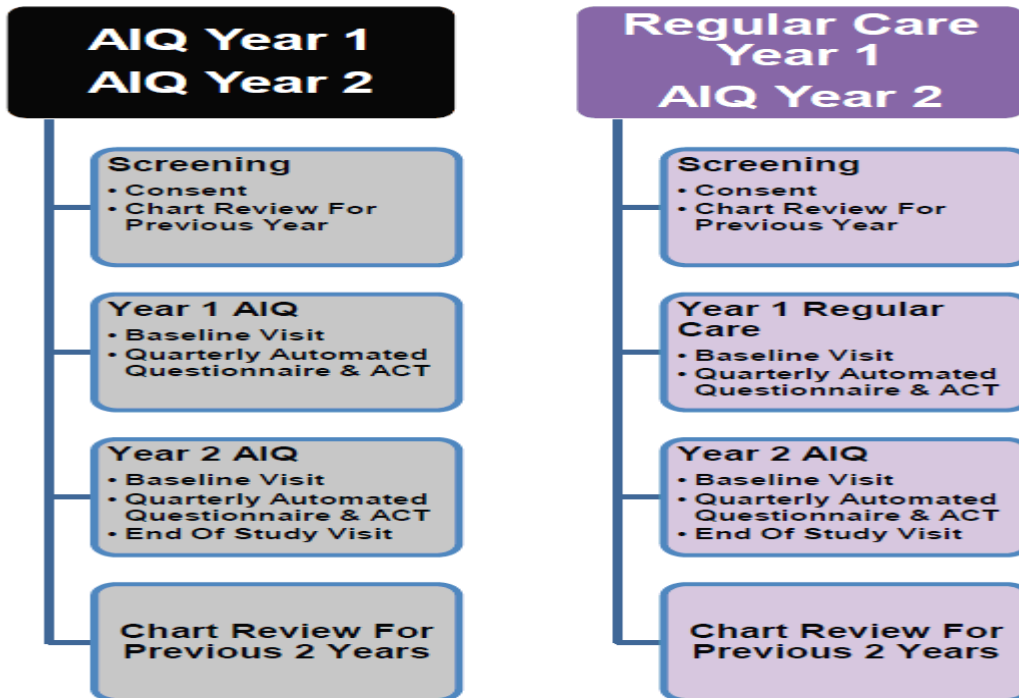 AIQ Year 1
AIQ Year 2
Screening
• Consent
• Chart Review For
Previous Year
Year 1 AIQ
• Baseline Visit
• Quarterly Automated
Questionnaire & ACT
Year 2 AIQ
• Baseline Visit
• Quarterly Automated
Questionnaire & ACT
• End Of Study Visit
Chart Review For
Previous 2 Years
Regular Care
Year 1
AIQ Year 2
Screening
• Consent
• Chart Review For
Previous Year
Year 1 Regular
Care
• Baseline Visit
• Quarterly Automated
Questionnaire & ACT
Year 2 AIQ
• Baseline Visit
• Quarterly Automated
Questionnaire & ACT
• End Of Study Visit
Chart Review For
Previous 2 Years